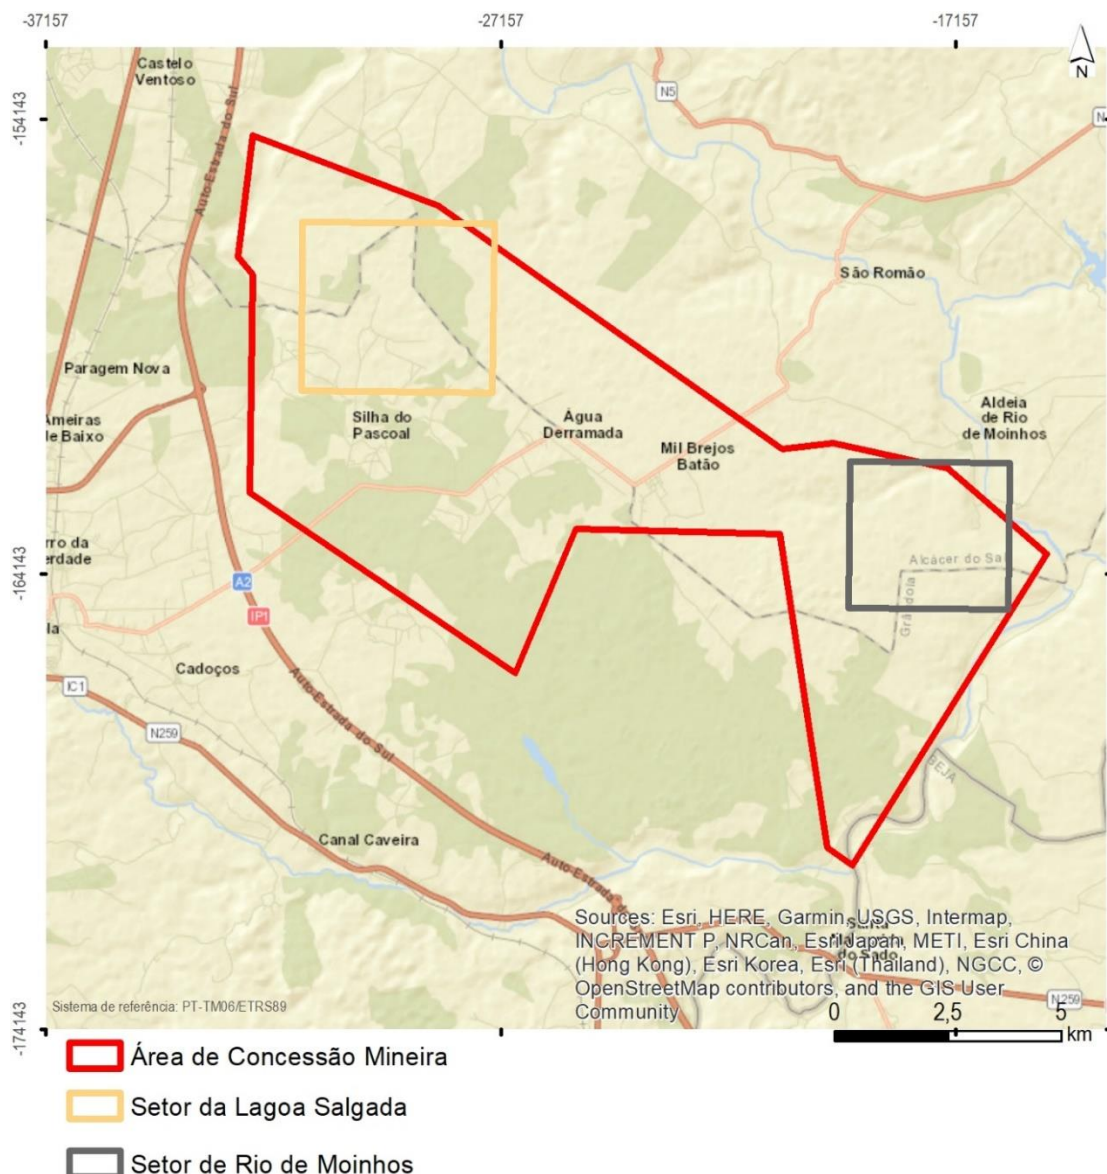 -37157
-27157
-17157
N
-154143
-164143
-174143
Castelo
Ventoso
Auto-Estrada do Sul
N5
São Romão
Paragem Nova
Ameiras
de Baixo
Silha do
Pascoal
Água
Derramada
Mil Brejos
Batão
Aldeia
de Rio
de Moinhos
Alcácer do Sal
Grândola
A2
IP1
Cadoços
IC1
N259
Auto-Estrada do Sul
BEJA
Canal Caveira
Auto-Estrada do
Sources: Esri, HERE, Garmin, USGS, Intermap,
INCREMENT P, NRCan, Esri Japan, METI, Esri China
(Hong Kong), Esri Korea, Esri (Thailand), NGCC, ©
OpenStreetMap contributors, and the GIS User
Community
Santa
do Sado
N259
Sistema de referência: PT-TM06/ETRS89
0 2,5 5
km
Área de Concessão Mineira
Setor da Lagoa Salgada
Setor de Rio de Moinhos